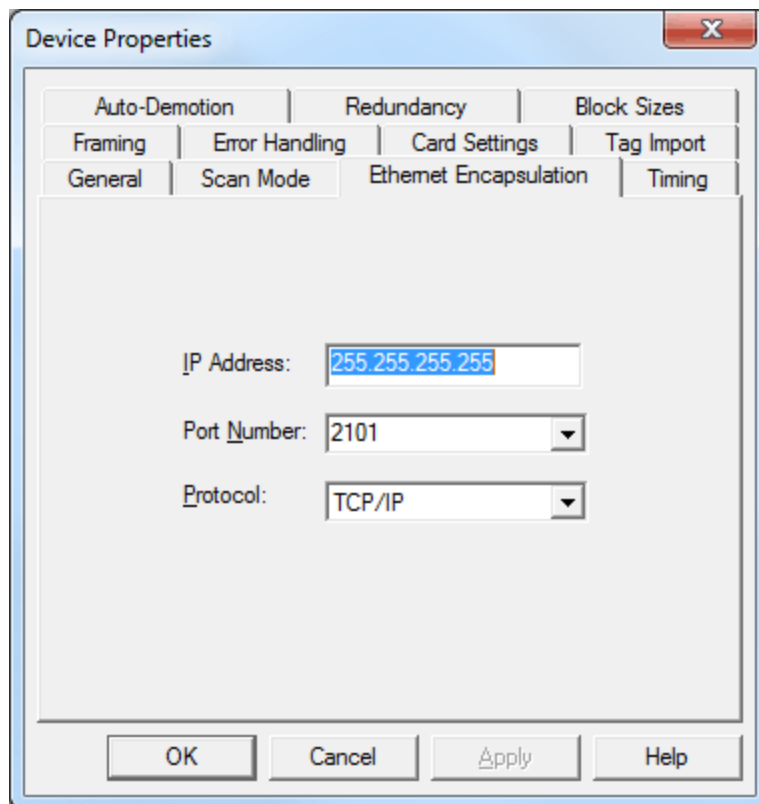 Device Properties
Auto-Demotion Redundancy Block Sizes
Framing Error Handling Card Settings Tag Import
General Scan Mode Ethernet Encapsulation Timing
IP Address: 255.255.255.255
Port Number: 2101
Protocol: TCP/IP
OK Cancel Apply Help